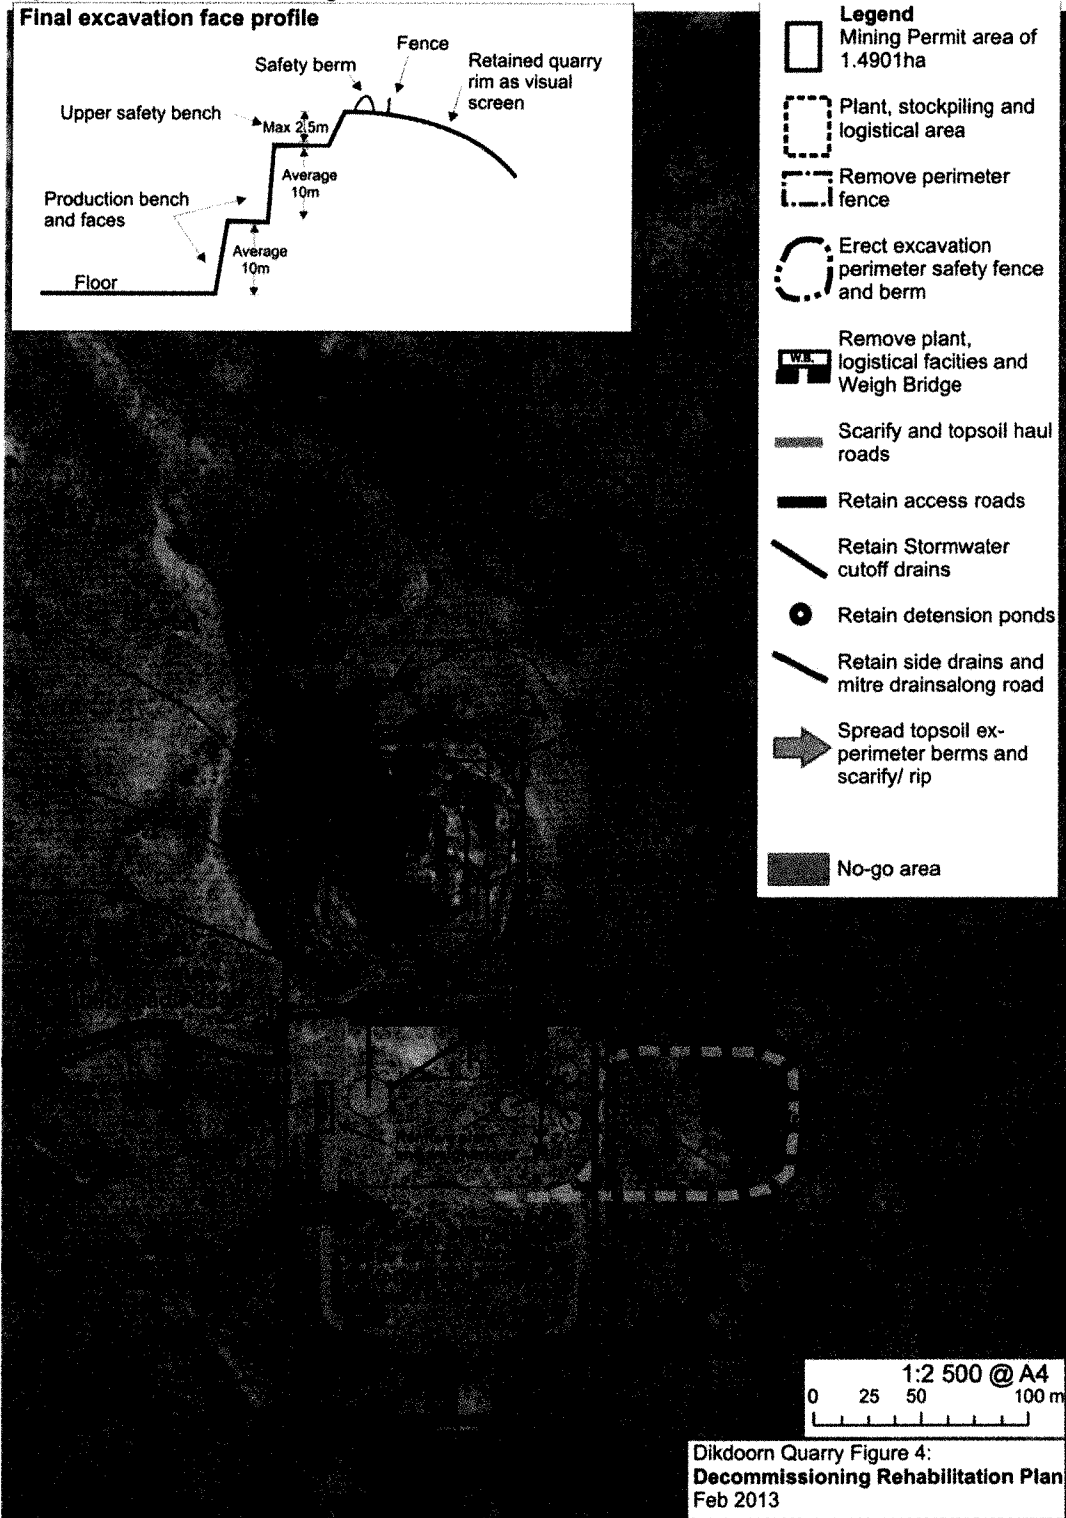 Final excavation face profile
Fence
Safety berm
Retained quarry
rim as visual
screen
Upper safety bench
Max 2.5m
Average
10m
Production bench
and faces
Average
10m
Floor
Legend
Mining Permit area of
1.4901ha
Plant, stockpiling and
logistical area
Remove perimeter
fence
Erect excavation
perimeter safety fence
and berm
W.B.
Remove plant,
logistical facities and
Weigh Bridge
Scarify and topsoil haul
roads
Retain access roads
Retain Stormwater
cutoff drains
Retain detension ponds
Retain side drains and
mitre drainsalong road
Spread topsoil ex-
perimeter berms and
scarify/ rip
No-go area
1:2 500 @ A4
0 25 50 100 m
Dikdoorn Quarry Figure 4:
Decommissioning Rehabilitation Plan
Feb 2013